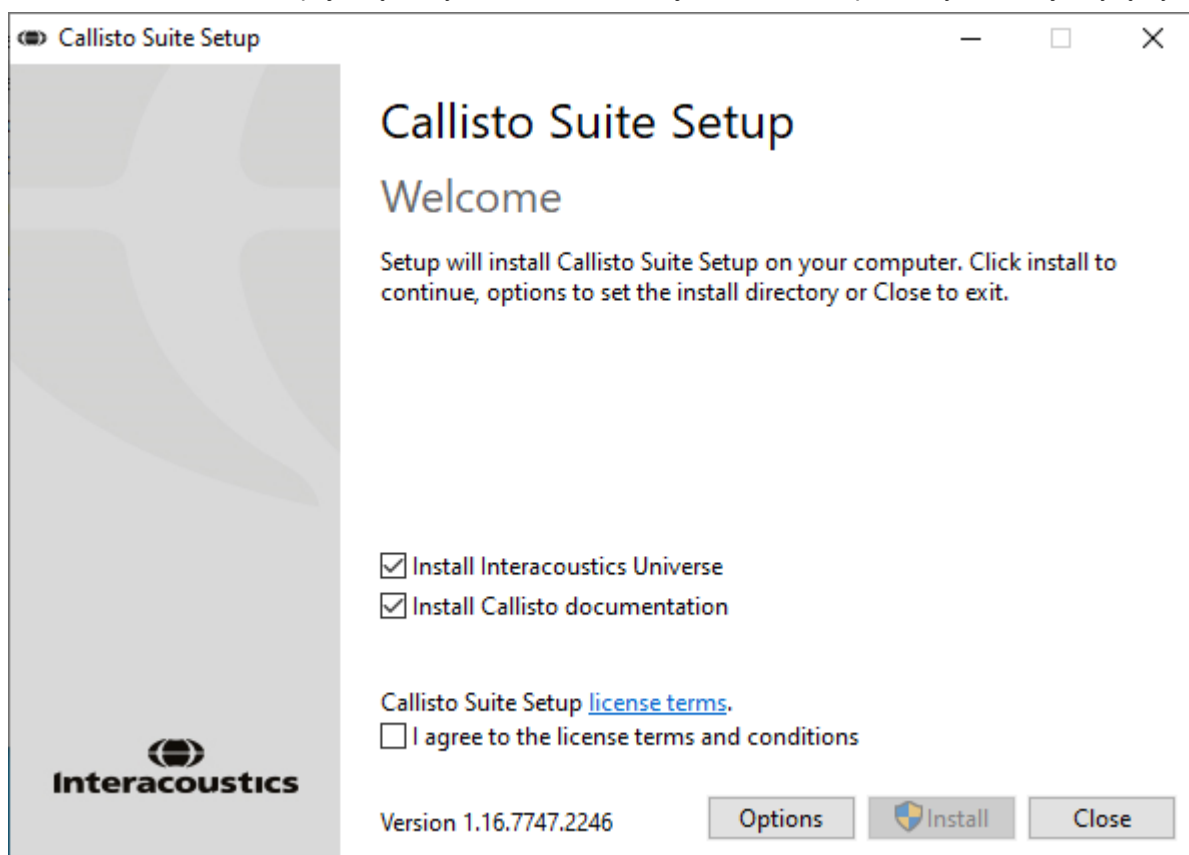 Callisto Suite Setup
Callisto Suite Setup
Welcome
Setup will install Callisto Suite Setup on your computer. Click install to
continue, options to set the install directory or Close to exit.
Install Interacoustics Universe
Install Callisto documentation
Callisto Suite Setup license terms.
I agree to the license terms and conditions
Interacoustics
Version 1.16.7747.2246
Options
Install
Close